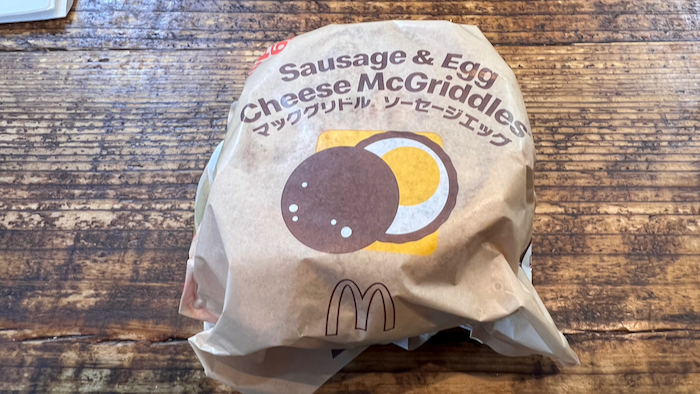 Sausage & Egg
Cheese McGriddles
マックグリドル ソーセージエッグ